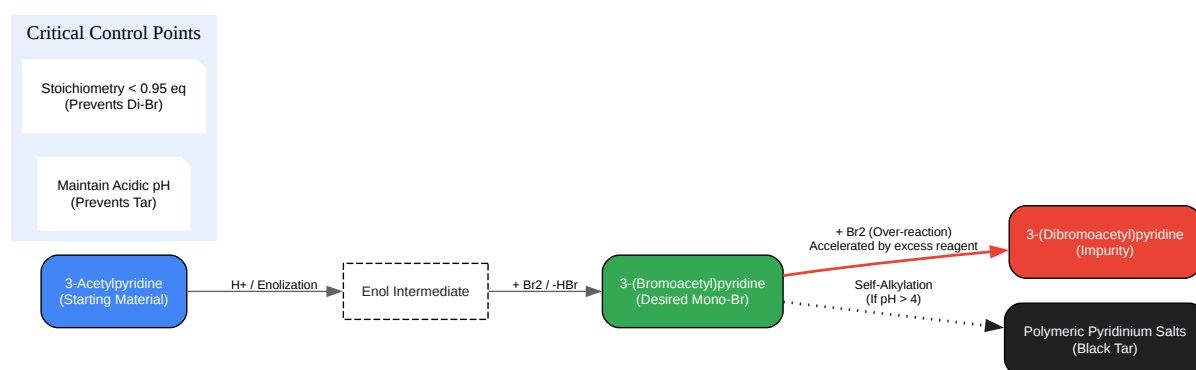 Critical Control Points
Stoichiometry < 0.95 eq
(Prevents Di-Br)
Maintain Acidic pH
(Prevents Tar)
3-Acetylpyridine
(Starting Material)
H+ / Enolization
Enol Intermediate
+ Br2 / -HBr
3-(Bromoacetyl)pyridine
(Desired Mono-Br)
+ Br2 (Over-reaction)
Accelerated by excess reagent
3-(Dibromoacetyl)pyridine
(Impurity)
Self-Alkylation
(If pH > 4)
Polymeric Pyridinium Salts
(Black Tar)